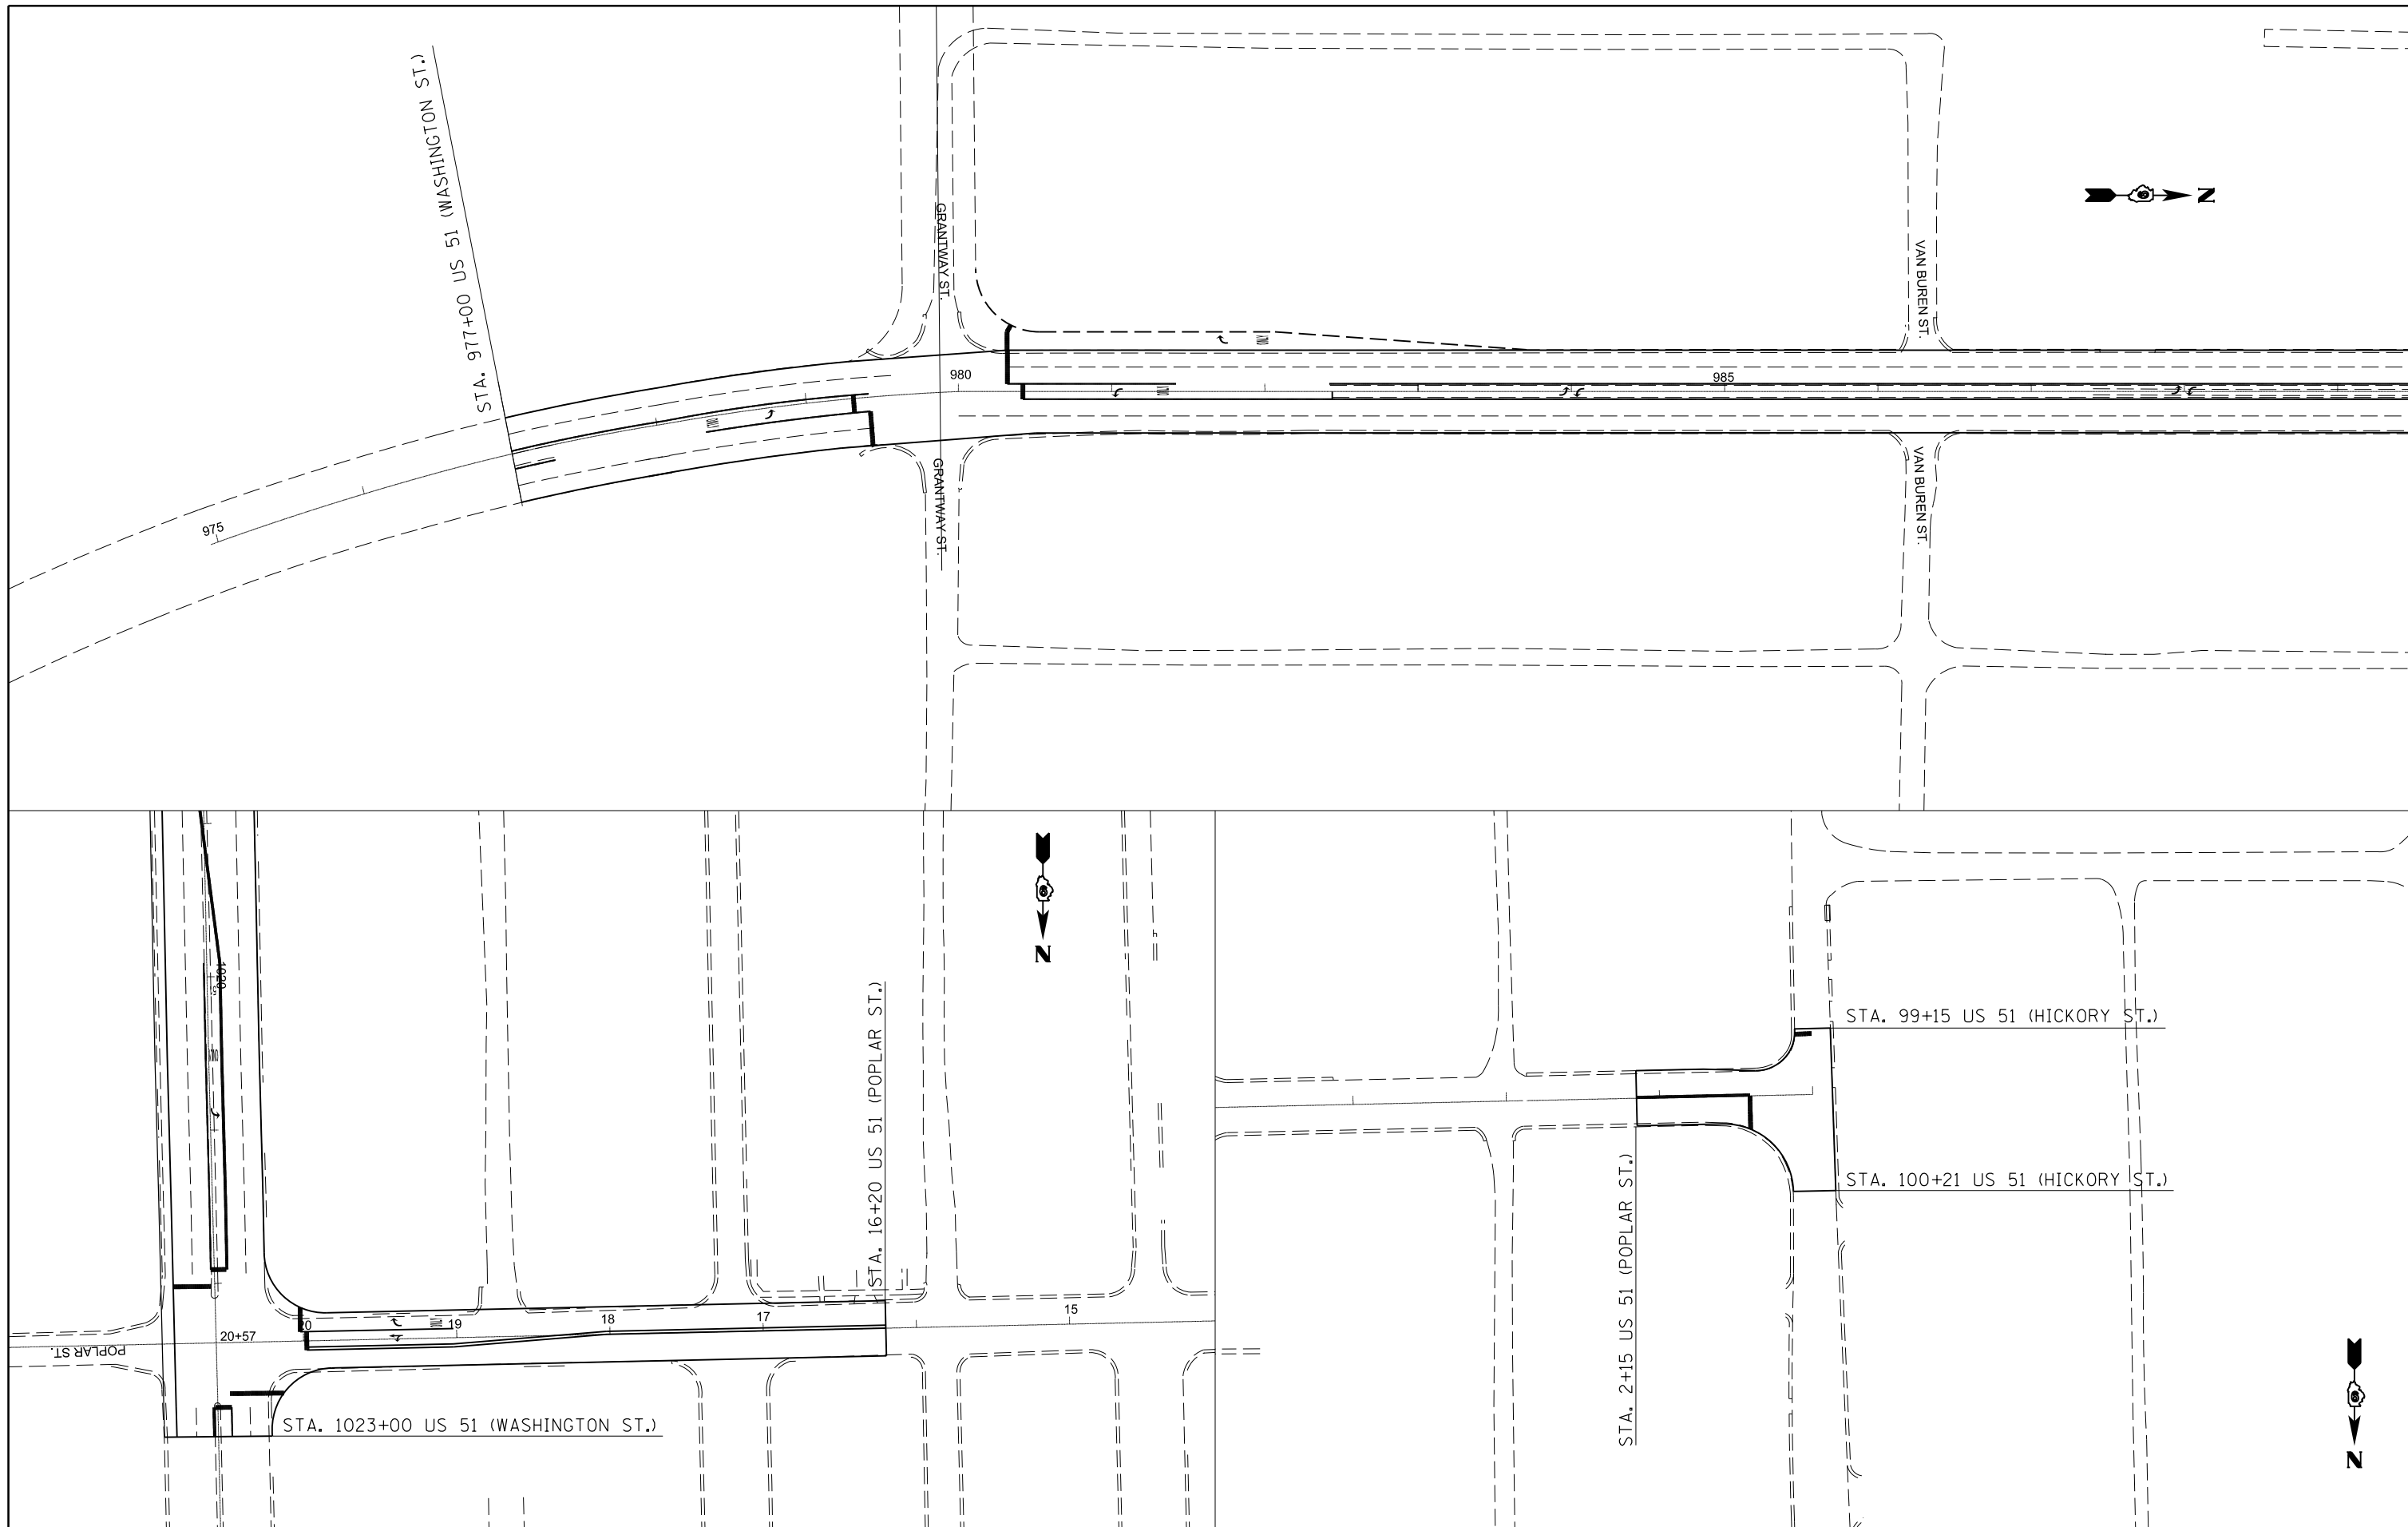 STA. 977+00 US 51 (WASHINGTON ST.)
GRANTWAY ST.
VAN BUREN ST.
N
980
985
975
GRANTWAY ST.
VAN BUREN ST.
N
1020
STA. 16+20 US 51 (POPLAR ST.)
20+57
20
19
18
17
15
POPLAR ST.
STA. 1023+00 US 51 (WASHINGTON ST.)
STA. 99+15 US 51 (HICKORY ST.)
STA. 100+21 US 51 (HICKORY ST.)
STA. 2+15 US 51 (POPLAR ST.)
N